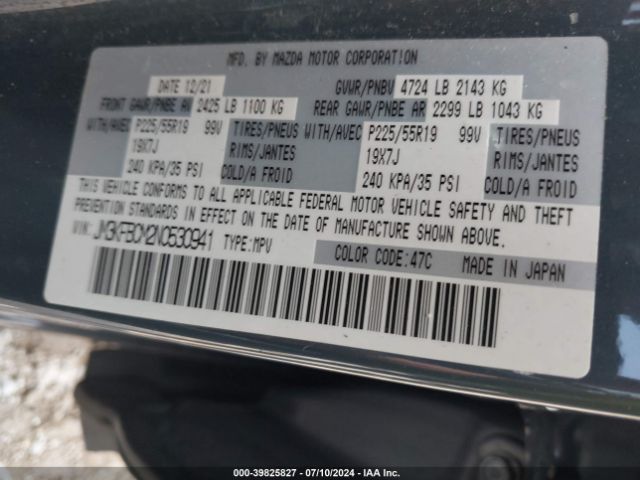 MFD. BY MAZDA MOTOR CORPORATION
DATE 12/21 GVWR/PNBV 4724 LB 2143 KG
FRONT GAWR/PNBE AV 2425 LB 1100 KG REAR GAWR/PNBE AR 2299 LB 1043 KG
WITH/AVEC P225/55R19 99V TIRES/PNEUS WITH/AVEC P225/55R19 99V TIRES/PNEUS
19X7J RIMS/JANTES 19X7J RIMS/JANTES
240 KPA/35 PSI COLD/A FROID 240 KPA/35 PSI COLD/A FROID
THIS VEHICLE CONFORMS TO ALL APPLICABLE FEDERAL MOTOR VEHICLE SAFETY AND THEFT
PREVENTION STANDARDS IN EFFECT ON THE DATE OF MANUFACTURE SHOWN ABOVE.
VIN: JM3KFBCM2N0530941 TYPE: MPV
COLOR CODE: 47C MADE IN JAPAN
000-39825827 - 07/10/2024 - IAA Inc.